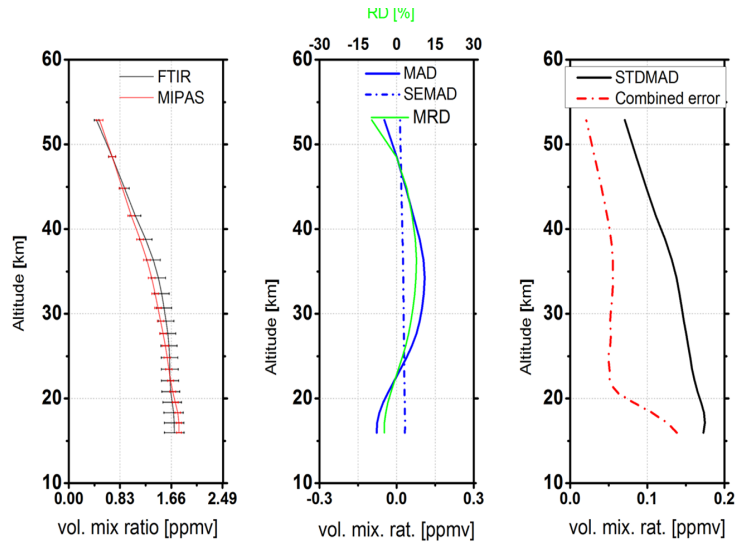 RD [%]
-30 -15 0 15 30
60
50
40
30
20
10
Altitude [km]
FTIR
MIPAS
0.00 0.83 1.66 2.49
vol. mix ratio [ppmv]
60
50
40
30
20
10
Altitude [km]
MAD
SEMAD
MRD
-0.3 0.0 0.3
vol. mix. rat. [ppmv]
60
50
40
30
20
10
Altitude [km]
STDMAD
Combined error
0.0 0.1 0.2
vol. mix. rat. [ppmv]